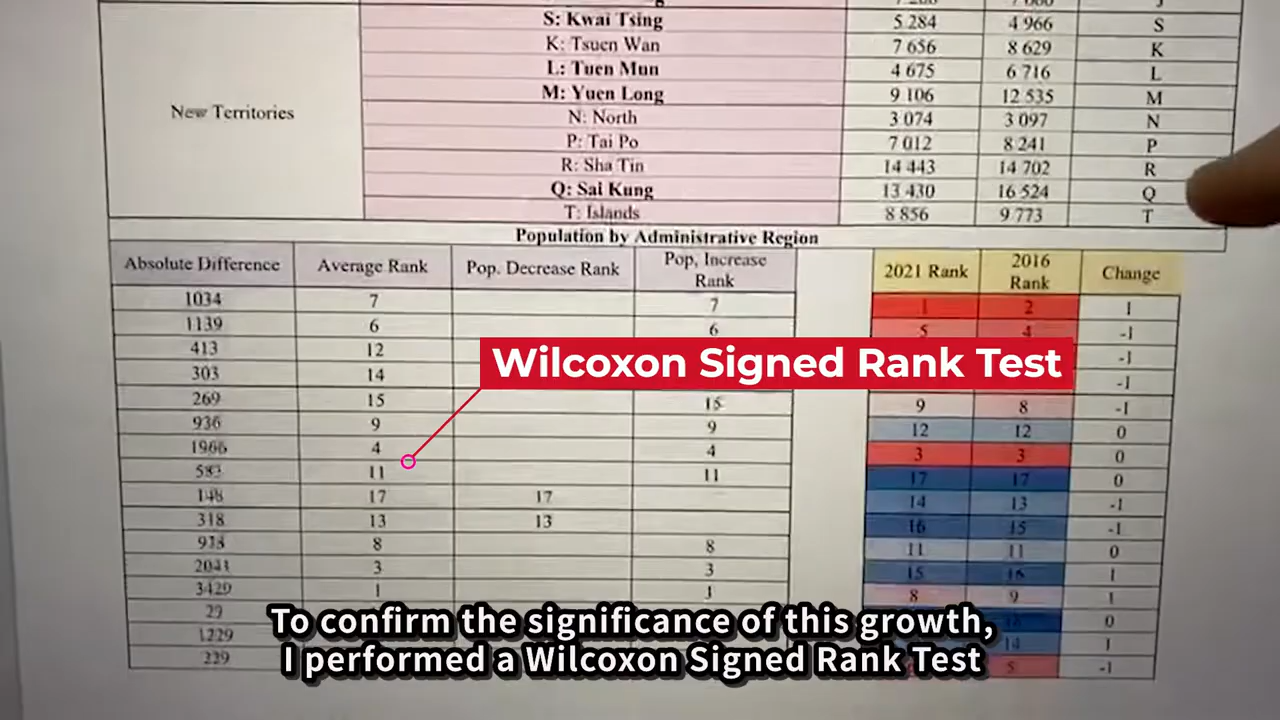 S: Kwai Tsing 5 284 4 966 S
K: Tsuen Wan 7 656 8 629 K
L: Tuen Mun 4 675 6 716 L
M: Yuen Long 9 106 12 535 M
New Territories N: North 3 074 3 097 N
P: Tai Po 7 012 8 241 P
R: Sha Tin 14 443 14 702 R
Q: Sai Kung 13 430 16 524 Q
T: Islands 8 856 9 773 T
Population by Administrative Region
Absolute Difference Average Rank Pop. Decrease Rank Pop, Increase Rank 2021 Rank 2016 Rank Change
1034 7 7 1 2 1
1139 6 6 5 4 -1
413 12 -1
303 14 -1
269 15 15 9 8 -1
936 9 9 12 12 0
1966 4 4 3 3 0
583 11 11 17 17 0
148 17 17 14 13 -1
318 13 13 16 15 -1
973 8 8 11 11 0
3 3 15 16 1
3429 1 1 8 9 1
29 0
1229 14 1
5 -1
Wilcoxon Signed Rank Test
To confirm the significance of this growth,
I performed a Wilcoxon Signed Rank Test